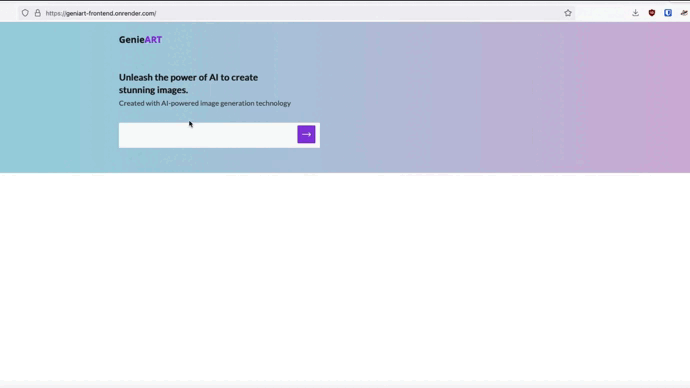 https://geniart-frontend.onrender.com/
GenieART
Unleash the power of AI to create
stunning images.
Created with AI-powered image generation technology